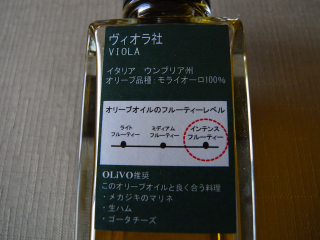 ヴィオラ社
VIOLA
イタリア ウンブリア州
オリーブ品種:モライオーロ100%
オリーブオイルのフルーティーレベル
ライト
フルーティー
ミディアム
フルーティー
インテンス
フルーティー
OLIVO推奨
このオリーブオイルと良く合う料理
・メカジキのマリネ
・生ハム
・ゴータチーズ